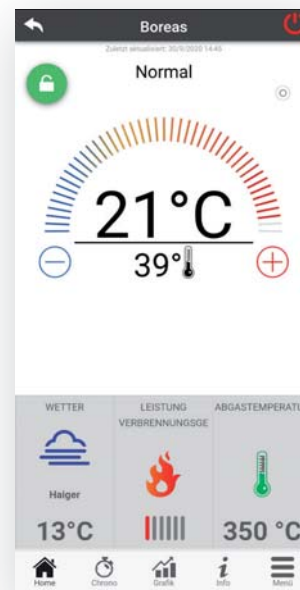 Boreas
Zuletzt aktualisiert: 30/9/2020 14:46
Normal
21°C
39°
WETTER
LEISTUNG
VERBRENNUNGSGE
ABGASTEMPERATU
Haiger
13°C
350 °C
Home
Chrono
Grafik
Info
Menü